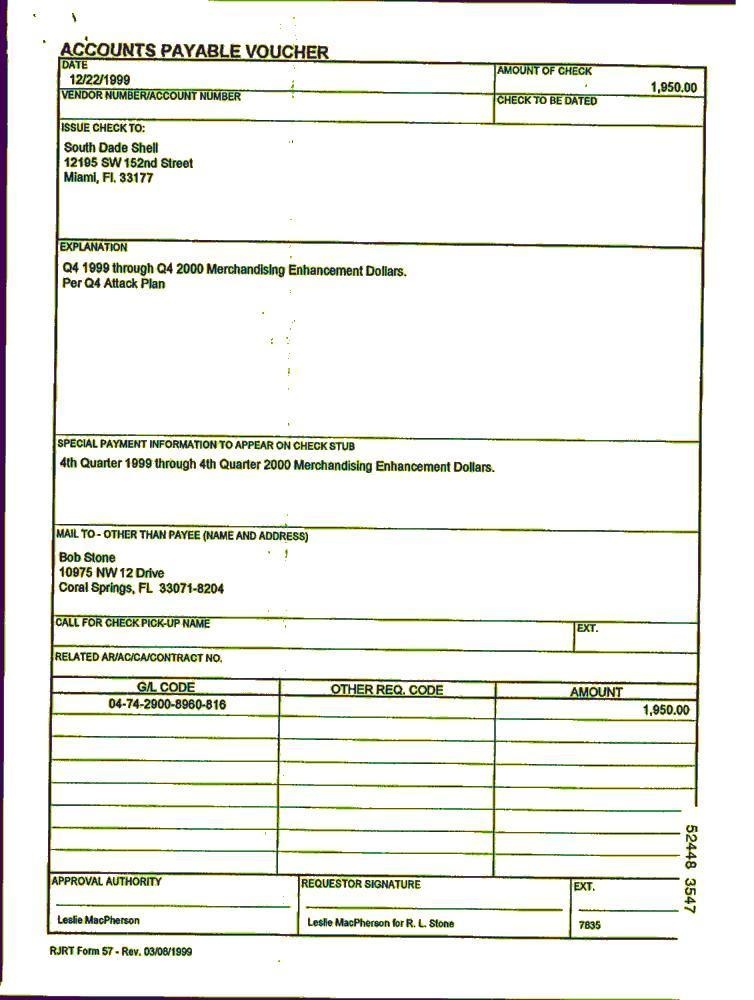 ACCOUNTS PAYABLE VOUCHER
DATE
12/22/1999
AMOUNT OF CHECK
1,950.00
VENDOR NUMBER/ACCOUNT NUMBER
CHECK TO BE DATED
ISSUE CHECK TO:
South Dade Shell
12195 SW 152nd Street
Miami, Fl. 33177
EXPLANATION
Q4 1999 through Q4 2000 Merchandising Enhancement Dollars.
Per Q4 Attack Plan
SPECIAL PAYMENT INFORMATION TO APPEAR ON CHECK STUB
4th Quarter 1999 through 4th Quarter 2000 Merchandising Enhancement Dollars.
MAIL TO - OTHER THAN PAYEE (NAME AND ADDRESS)
Bob Stone
10975 NW 12 Drive
Coral Springs, FL 33071-8204
CALL FOR CHECK PICK-UP NAME
EXT.
RELATED AR/AC/CA/CONTRACT NO.
G/L CODE OTHER REQ. CODE AMOUNT
04-74-2900-8960-816 1,950.00
52448 3547
APPROVAL AUTHORITY REQUESTOR SIGNATURE EXT.
Leslie MacPherson Leslie MacPherson for R. L. Stone 7835
RJRT Form 57 - Rev. 03/08/1999